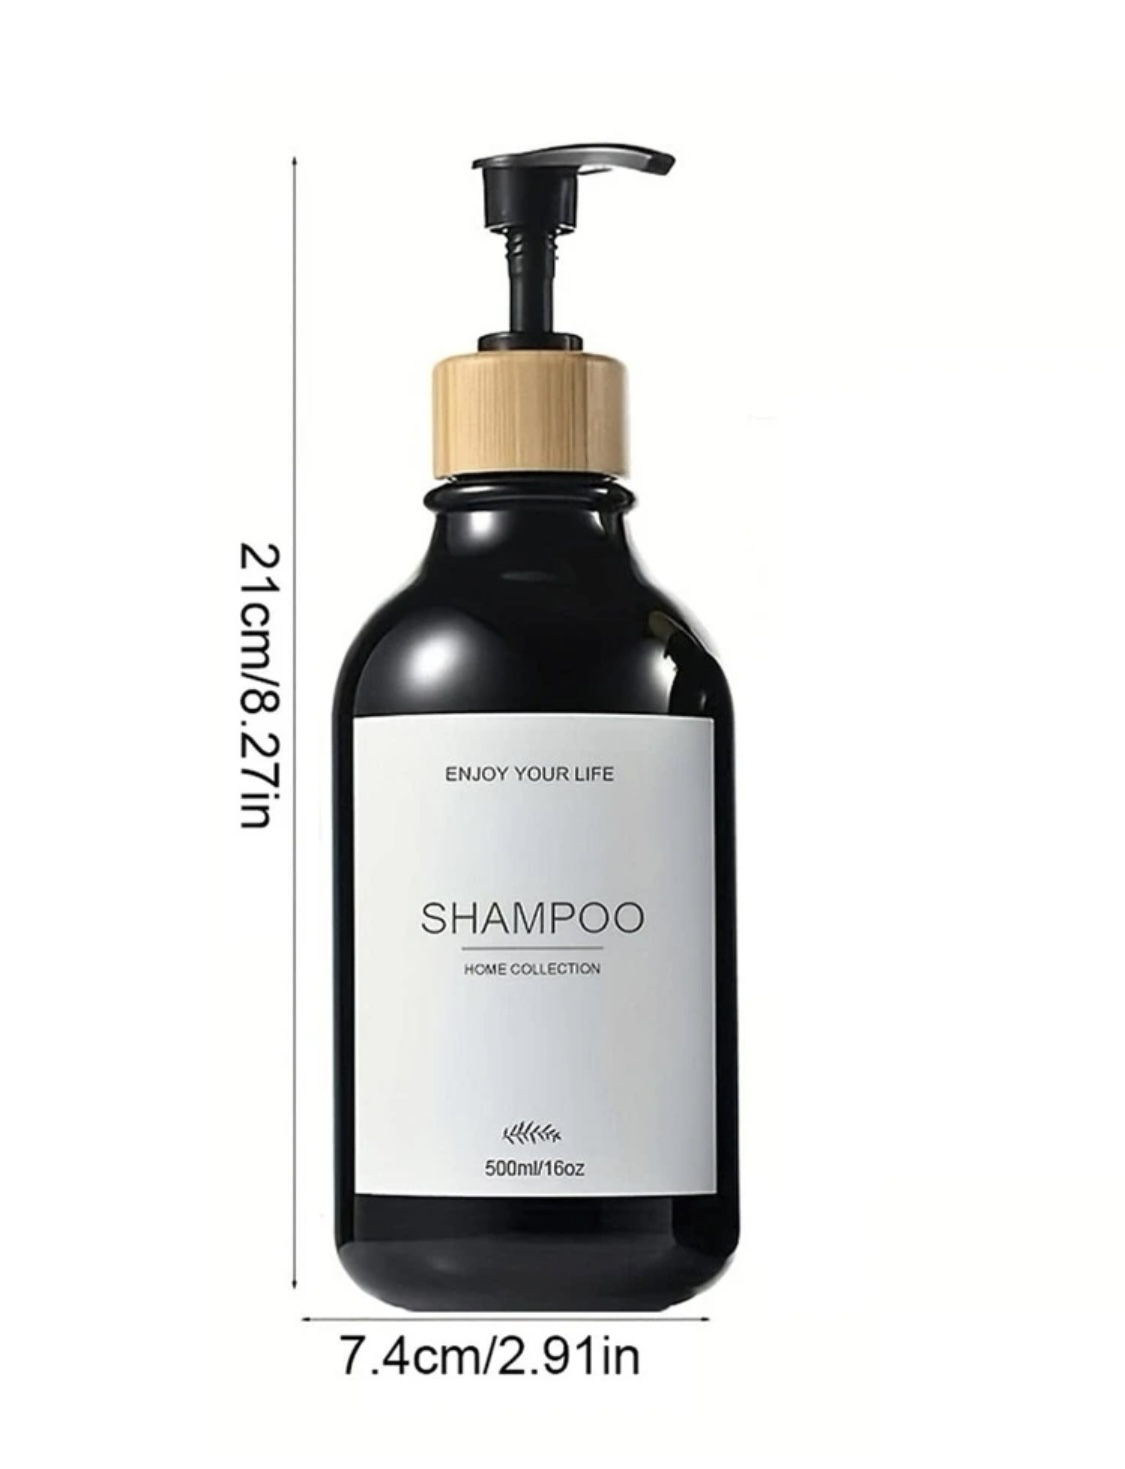 21cm/8.27in
ENJOY YOUR LIFE
SHAMPOO
HOME COLLECTION
500ml/16oz
7.4cm/2.91in